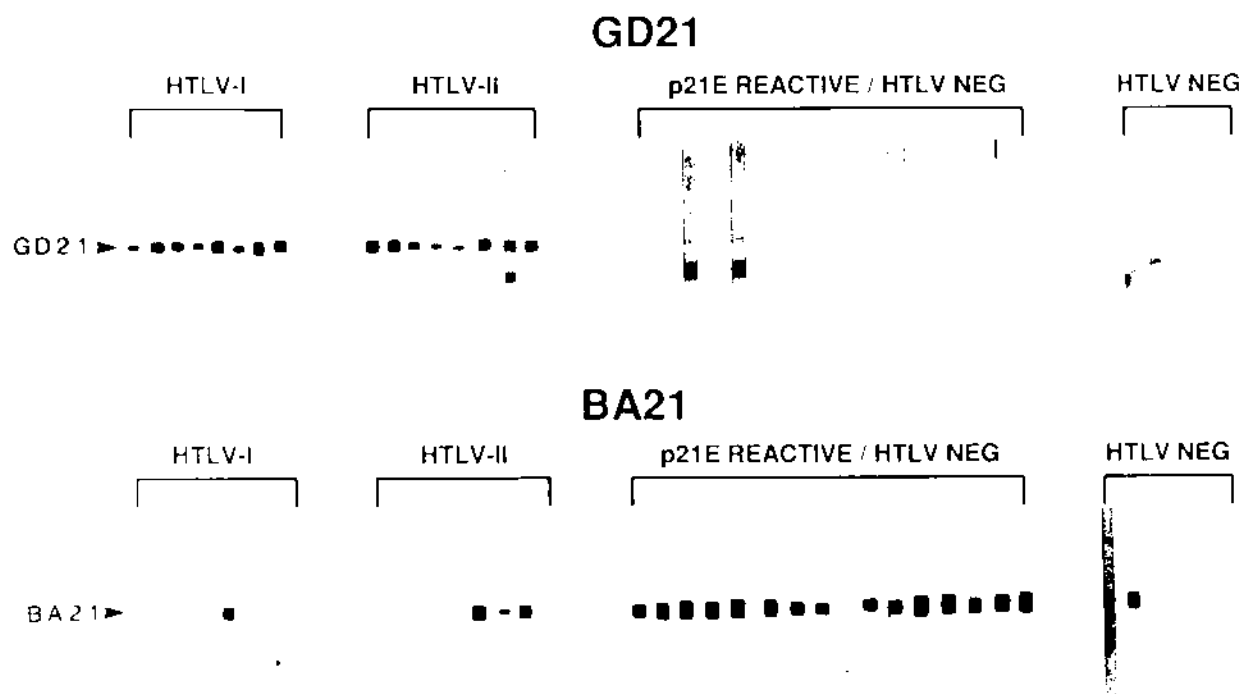 GD21
HTLV-I HTLV-II p21E REACTIVE / HTLV NEG HTLV NEG
GD21
BA21
HTLV-I HTLV-II p21E REACTIVE / HTLV NEG HTLV NEG
BA21